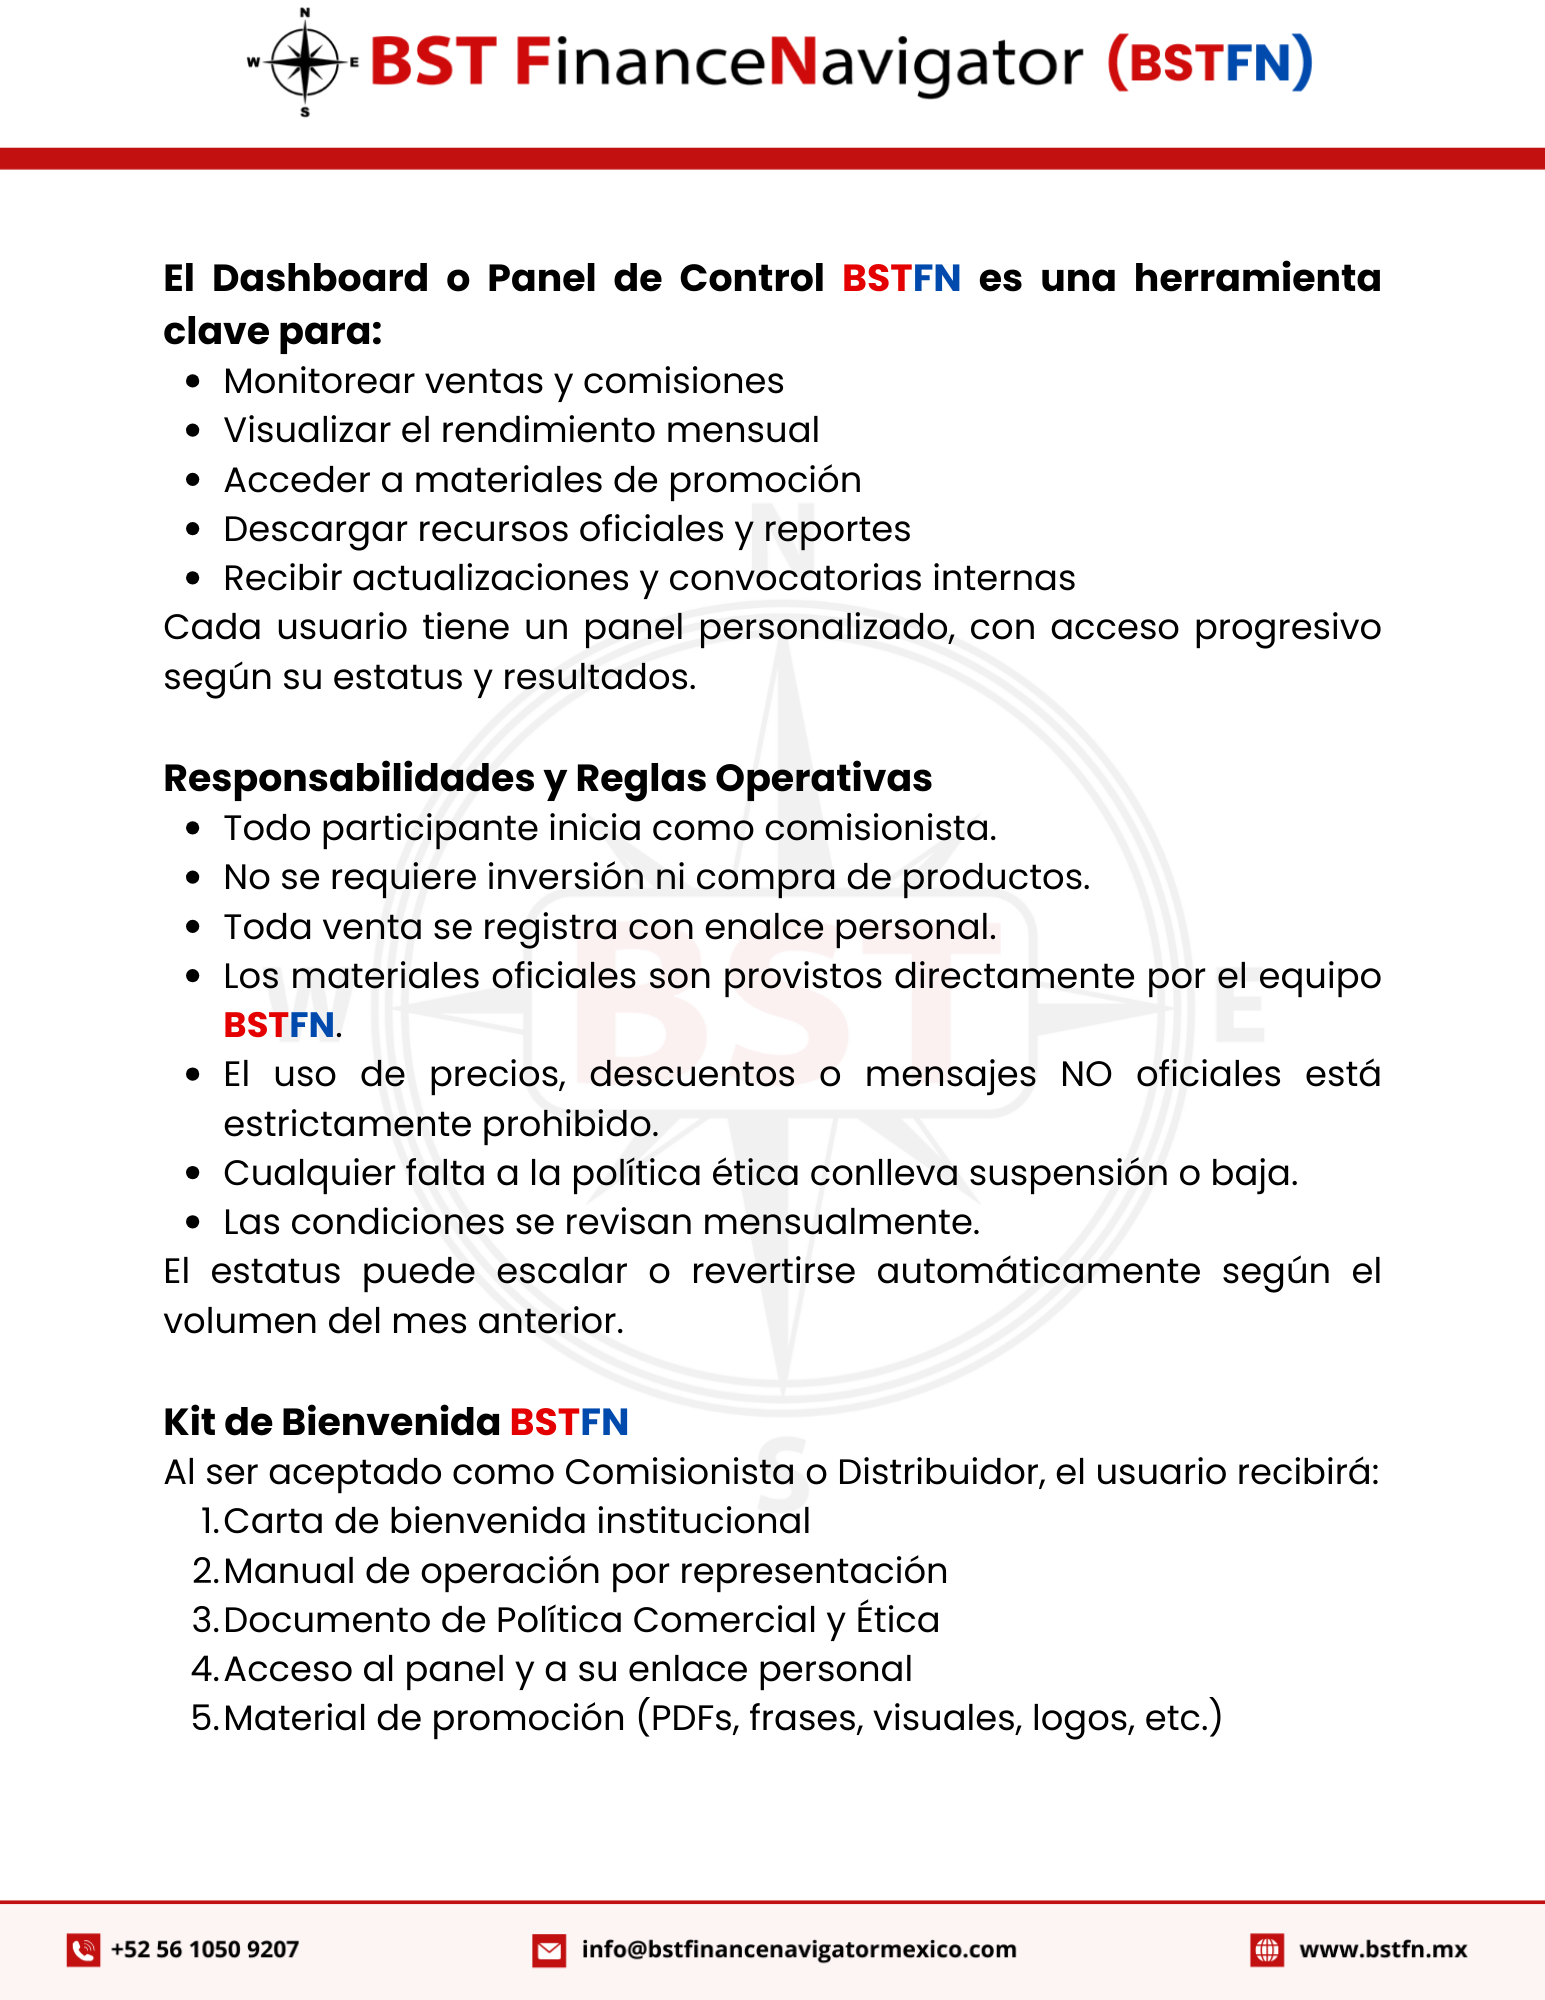 N
W E BST FinanceNavigator (BSTFN)
S
El Dashboard o Panel de Control BSTFN es una herramienta
clave para:
• Monitorear ventas y comisiones
• Visualizar el rendimiento mensual
• Acceder a materiales de promoción
• Descargar recursos oficiales y reportes
• Recibir actualizaciones y convocatorias internas
Cada usuario tiene un panel personalizado, con acceso progresivo
según su estatus y resultados.
Responsabilidades y Reglas Operativas
• Todo participante inicia como comisionista.
• No se requiere inversión ni compra de productos.
• Toda venta se registra con enalce personal.
• Los materiales oficiales son provistos directamente por el equipo
BSTFN.
• El uso de precios, descuentos o mensajes NO oficiales está
estrictamente prohibido.
• Cualquier falta a la política ética conlleva suspensión o baja.
• Las condiciones se revisan mensualmente.
El estatus puede escalar o revertirse automáticamente según el
volumen del mes anterior.
Kit de Bienvenida BSTFN
Al ser aceptado como Comisionista o Distribuidor, el usuario recibirá:
1. Carta de bienvenida institucional
2. Manual de operación por representación
3. Documento de Política Comercial y Ética
4. Acceso al panel y a su enlace personal
5. Material de promoción (PDFs, frases, visuales, logos, etc.)
N
W BST E
S
+52 56 1050 9207 info@bstfinancenavigatormexico.com www.bstfn.mx